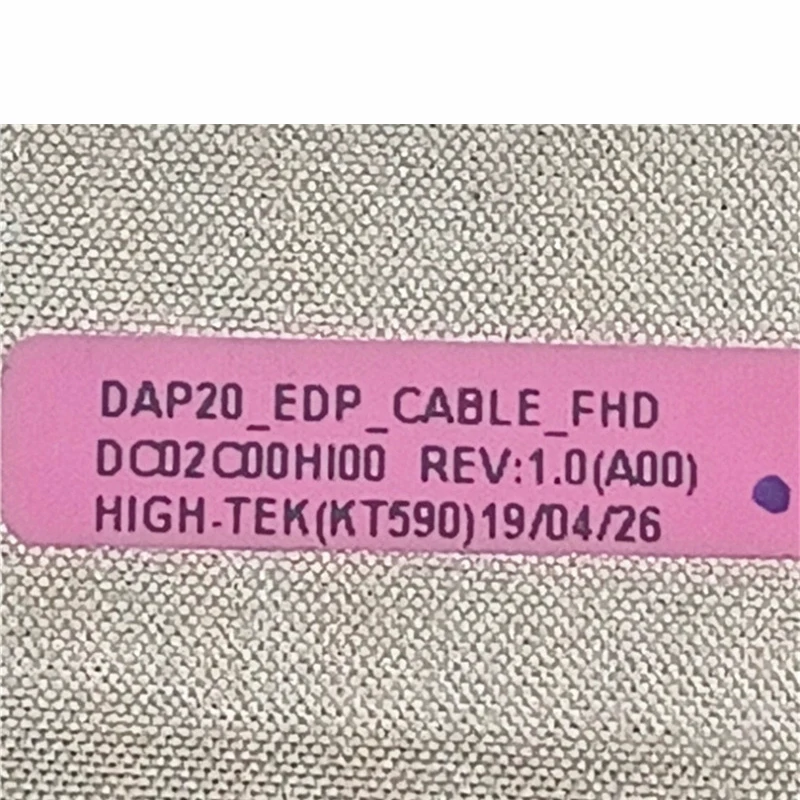 DAP20_EDP_CABLE_FHD
DC02C00HI00 REV:1.0(A00)
HIGH-TEK(KT590)19/04/26